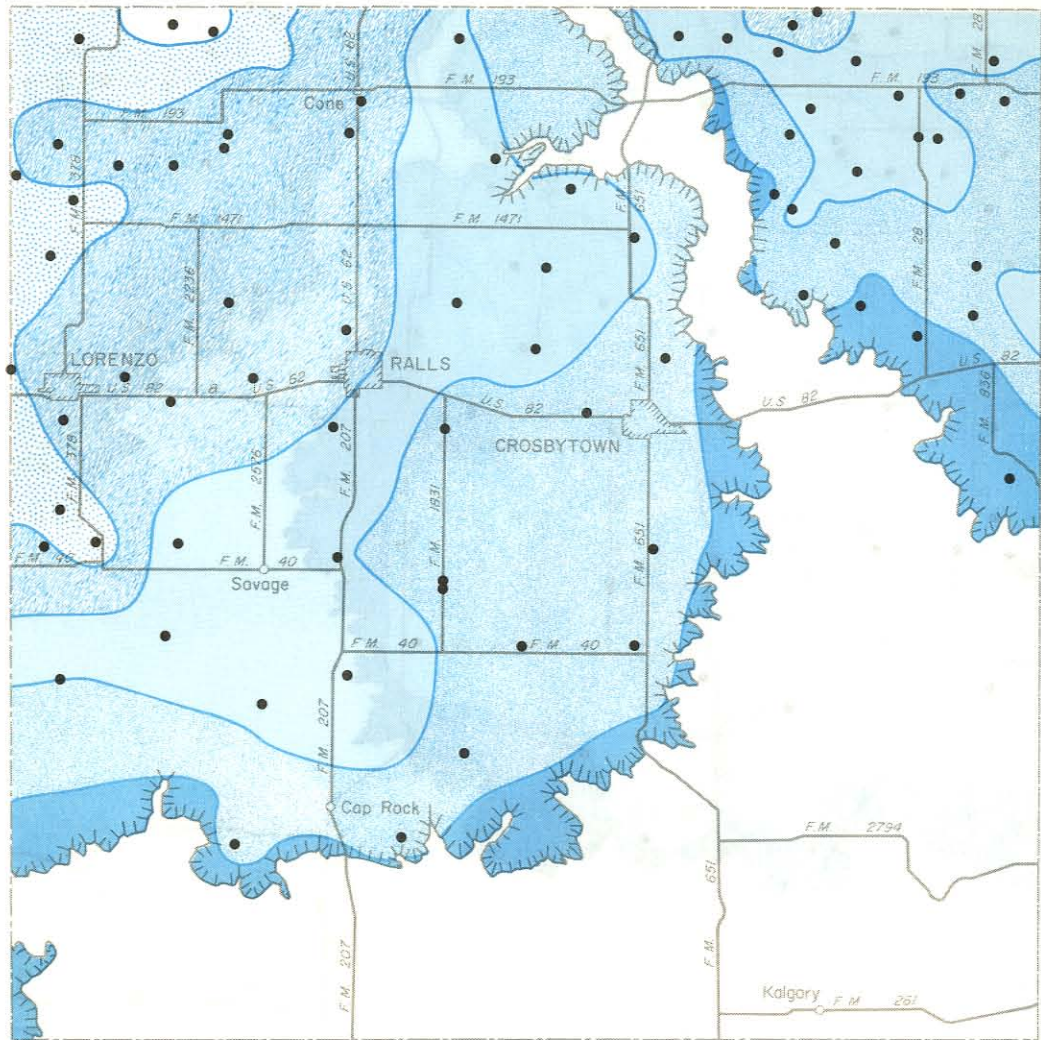 U.S. 62
F. M. 28
F. M. 193
F. M. 193
Cone
F. M. 193
F. M. 378
F. M. 1471
F. M. 1471
F. M. 651
F. M. 2236
U.S. 62
F. M. 28
LORENZO
RALLS
F. M. 651
U.S. 82
U.S. 82 & U.S. 62
U.S. 82
U.S. 82
F. M. 836
CROSBYTOWN
F. M. 378
F. M. 2576
F. M. 207
F. M. 1831
F. M. 651
F. M. 40
F. M. 40
Savage
F. M. 40
F. M. 40
F. M. 207
Cap Rock
F. M. 2794
F. M. 651
F. M. 207
Kalgary
F. M. 261